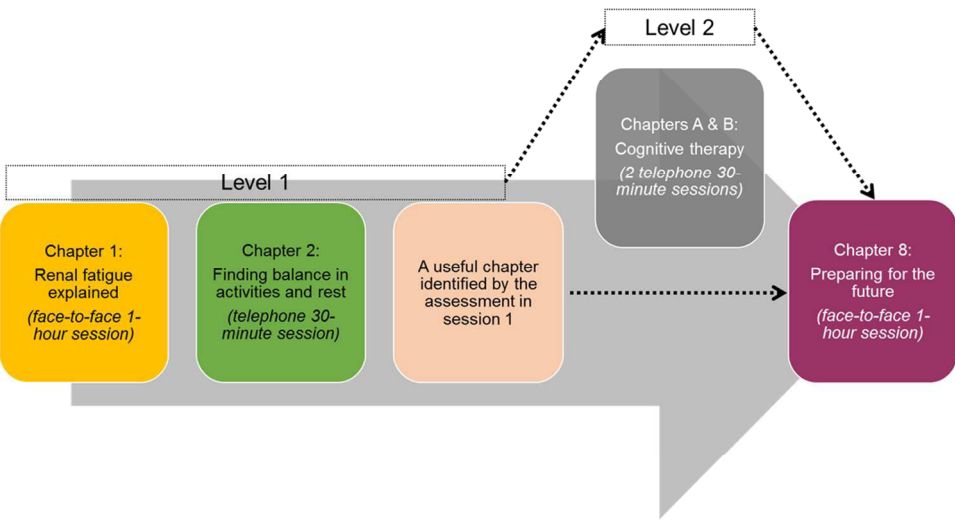 Level 2
Level 1
Chapter 1:
Renal fatigue
explained
(face-to-face 1-
hour session)
Chapter 2:
Finding balance in
activities and rest
(telephone 30-
minute session)
A useful chapter
identified by the
assessment in
session 1
Chapters A & B:
Cognitive therapy
(2 telephone 30-
minute sessions)
Chapter 8:
Preparing for the
future
(face-to-face 1-
hour session)